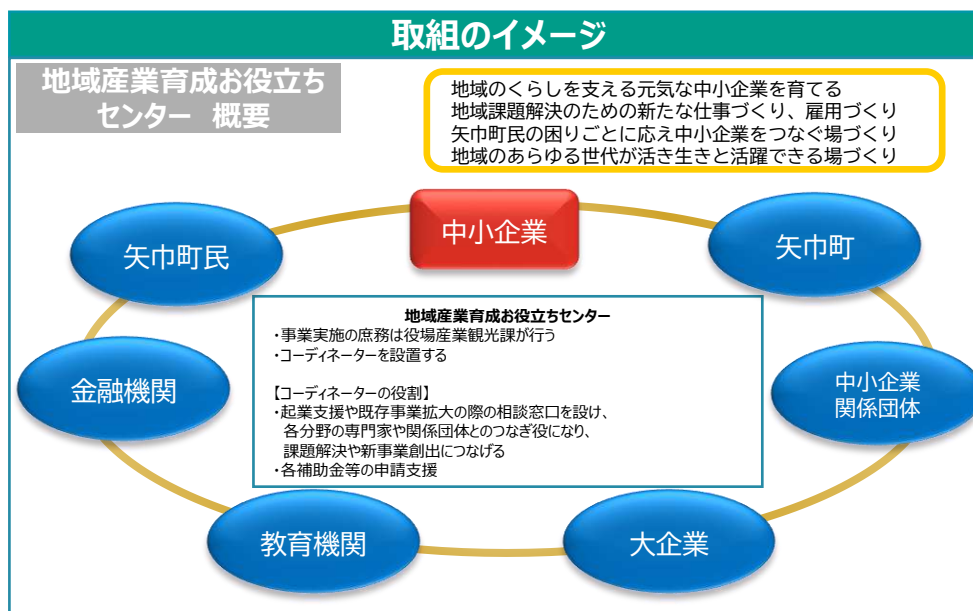 取組のイメージ
地域産業育成お役立ち
センター 概要
地域のくらしを支える元気な中小企業を育てる
地域課題解決のための新たな仕事づくり、雇用づくり
矢巾町民の困りごとに応え中小企業をつなぐ場づくり
地域のあらゆる世代が活き生きと活躍できる場づくり
中小企業
矢巾町民
矢巾町
地域産業育成お役立ちセンター
・事業実施の庶務は役場産業観光課が行う
・コーディネーターを設置する
【コーディネーターの役割】
・起業支援や既存事業拡大の際の相談窓口を設け、
各分野の専門家や関係団体とのつなぎ役になり、
課題解決や新事業創出につなげる
・各補助金等の申請支援
金融機関
中小企業
関係団体
教育機関
大企業